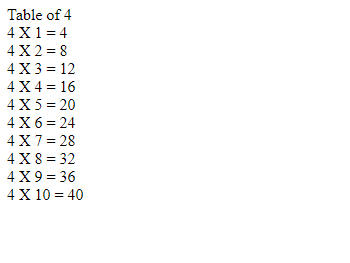 Table of 4
4 X 1 = 4
4 X 2 = 8
4 X 3 = 12
4 X 4 = 16
4 X 5 = 20
4 X 6 = 24
4 X 7 = 28
4 X 8 = 32
4 X 9 = 36
4 X 10 = 40